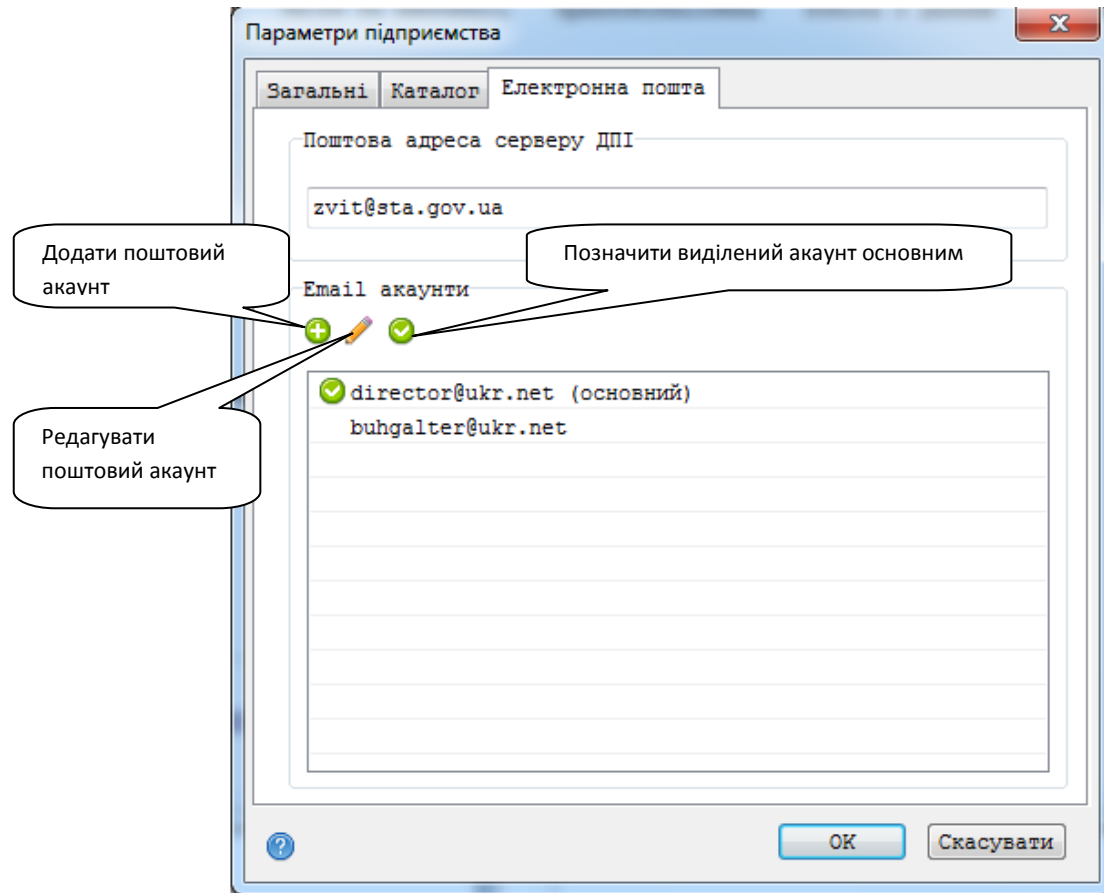 Параметри підприємства
Загальні Каталог Електронна пошта
Поштова адреса серверу ДПІ
zvit@sta.gov.ua
Додати поштовий
акаунт
Позначити виділений акаунт основним
Email акаунти
director@ukr.net (основний)
buhgalter@ukr.net
Редагувати
поштовий акаунт
OK Скасувати